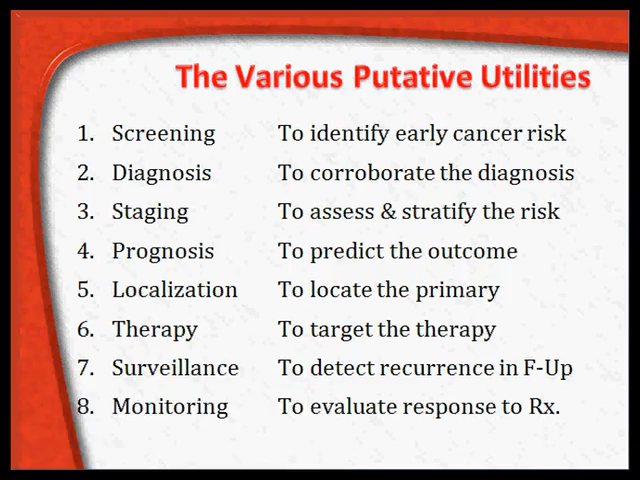 The Various Putative Utilities
1. Screening To identify early cancer risk
2. Diagnosis To corroborate the diagnosis
3. Staging To assess & stratify the risk
4. Prognosis To predict the outcome
5. Localization To locate the primary
6. Therapy To target the therapy
7. Surveillance To detect recurrence in F-Up
8. Monitoring To evaluate response to Rx.